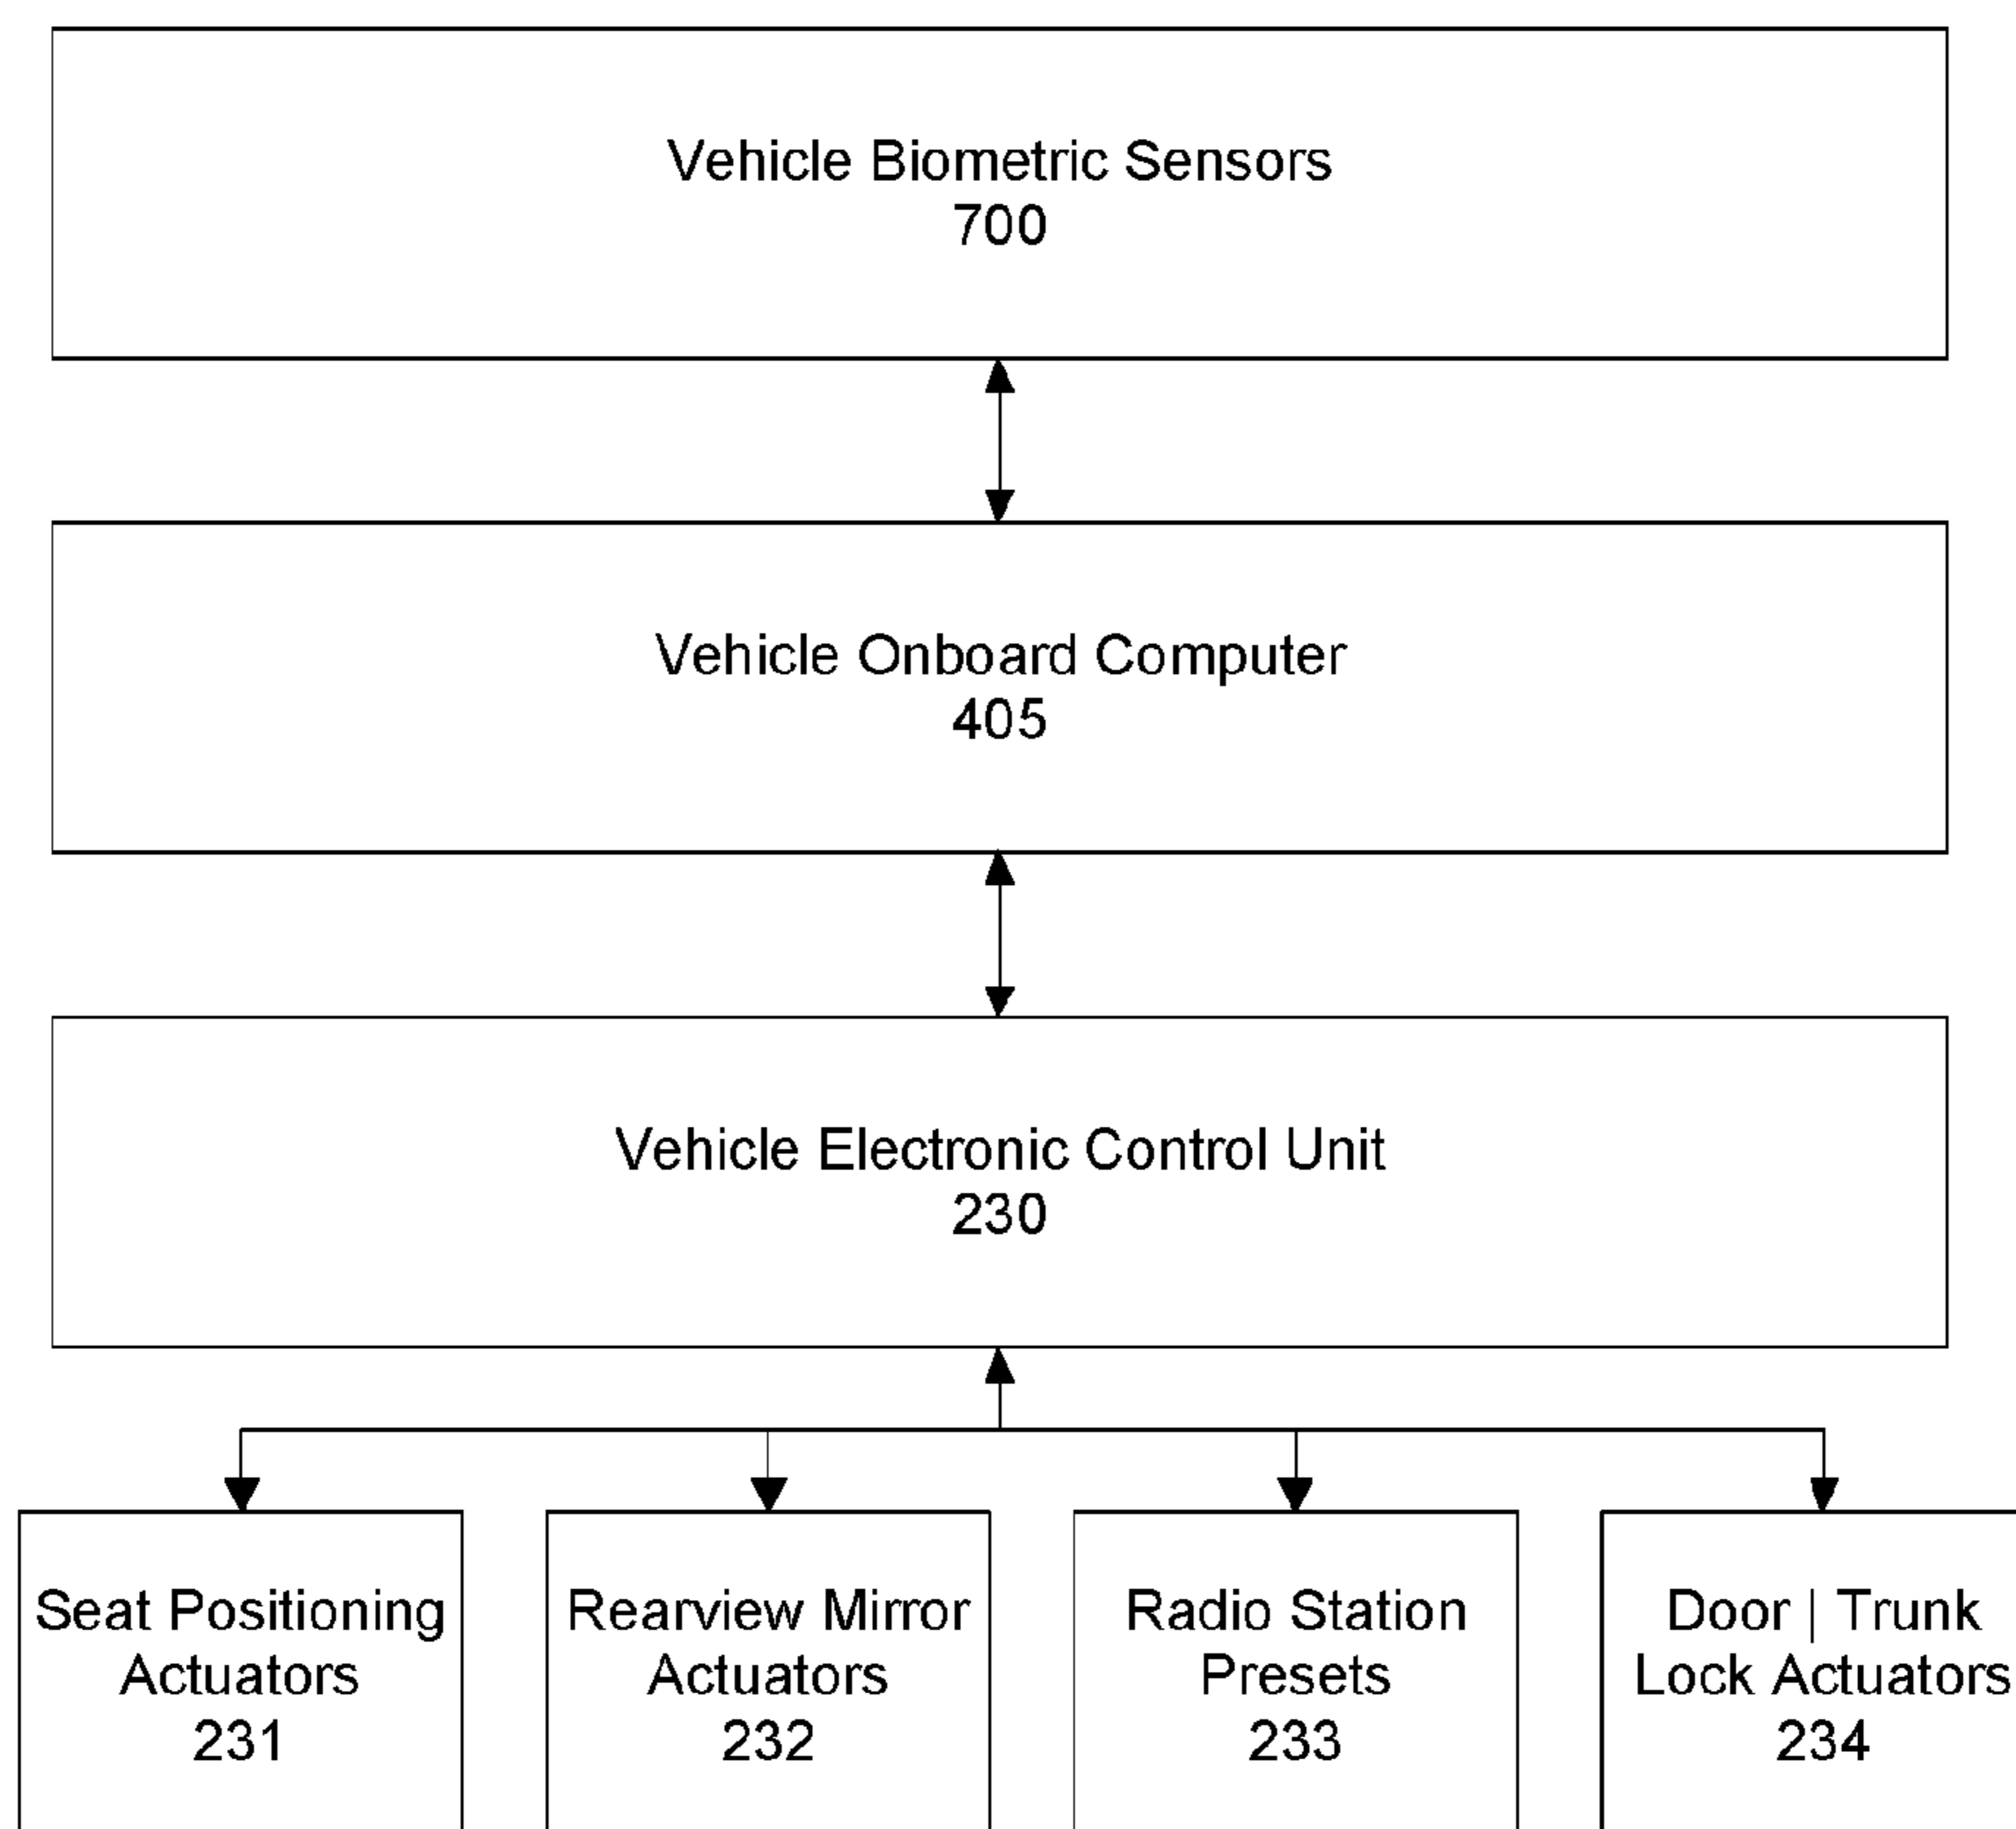 Vehicle Biometric Sensors
700
Vehicle Onboard Computer
405
Vehicle Electronic Control Unit
230
Seat Positioning
Actuators
231
Rearview Mirror
Actuators
232
Radio Station
Presets
233
Door | Trunk
Lock Actuators
234